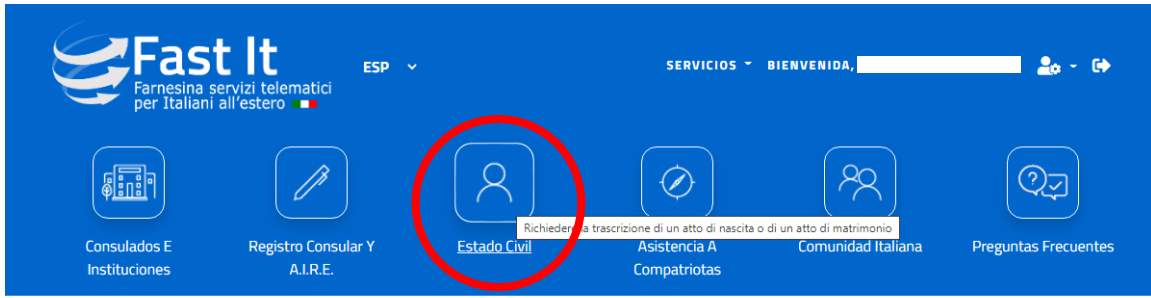 Fast It
Farnesina servizi telematici
per Italiani all'estero
ESP
SERVICIOS
BIENVENIDA,
Consulados E
Instituciones
Registro Consular Y
A.I.R.E.
Estado Civil
Richiedere la trascrizione di un atto di nascita o di un atto di matrimonio
Asistencia A
Compatriotas
Comunidad Italiana
Preguntas Frecuentes